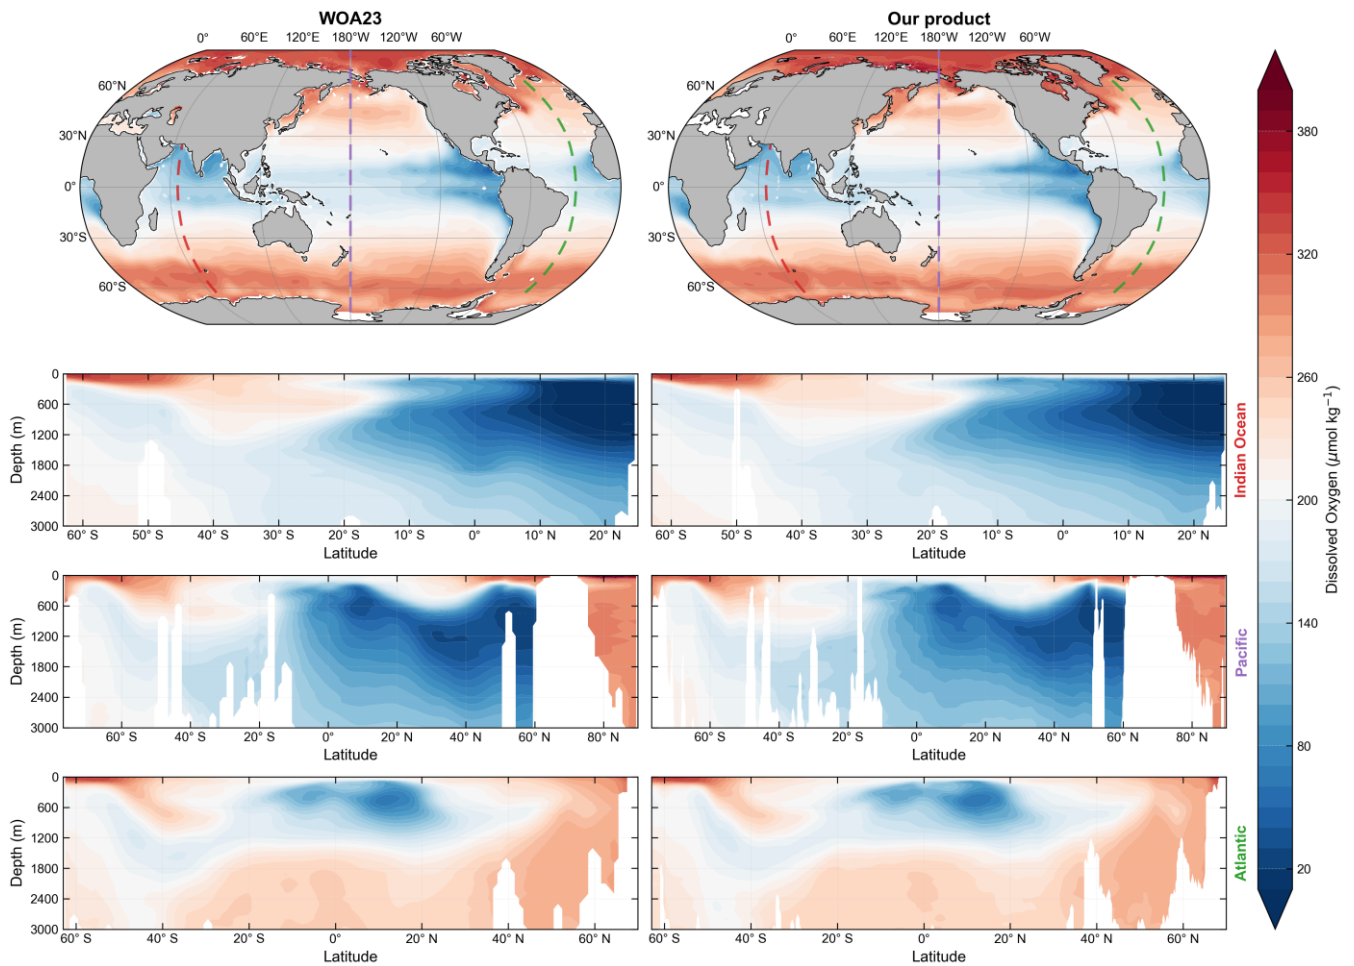 WOA23
Our product
0° 60°E 120°E 180°W 120°W 60°W
0° 60°E 120°E 180°W 120°W 60°W
60°N
30°N
0°
30°S
60°S
60°N
30°N
0°
30°S
60°S
380
320
260
200
140
80
20
Dissolved Oxygen (μmol kg⁻¹)
0
600
1200
1800
2400
3000
Depth (m)
60° S 50° S 40° S 30° S 20° S 10° S 0° 10° N 20° N
Latitude
60° S 50° S 40° S 30° S 20° S 10° S 0° 10° N 20° N
Latitude
Indian Ocean
0
600
1200
1800
2400
3000
Depth (m)
60° S 40° S 20° S 0° 20° N 40° N 60° N 80° N
Latitude
60° S 40° S 20° S 0° 20° N 40° N 60° N 80° N
Latitude
Pacific
0
600
1200
1800
2400
3000
Depth (m)
60° S 40° S 20° S 0° 20° N 40° N 60° N
Latitude
60° S 40° S 20° S 0° 20° N 40° N 60° N
Latitude
Atlantic